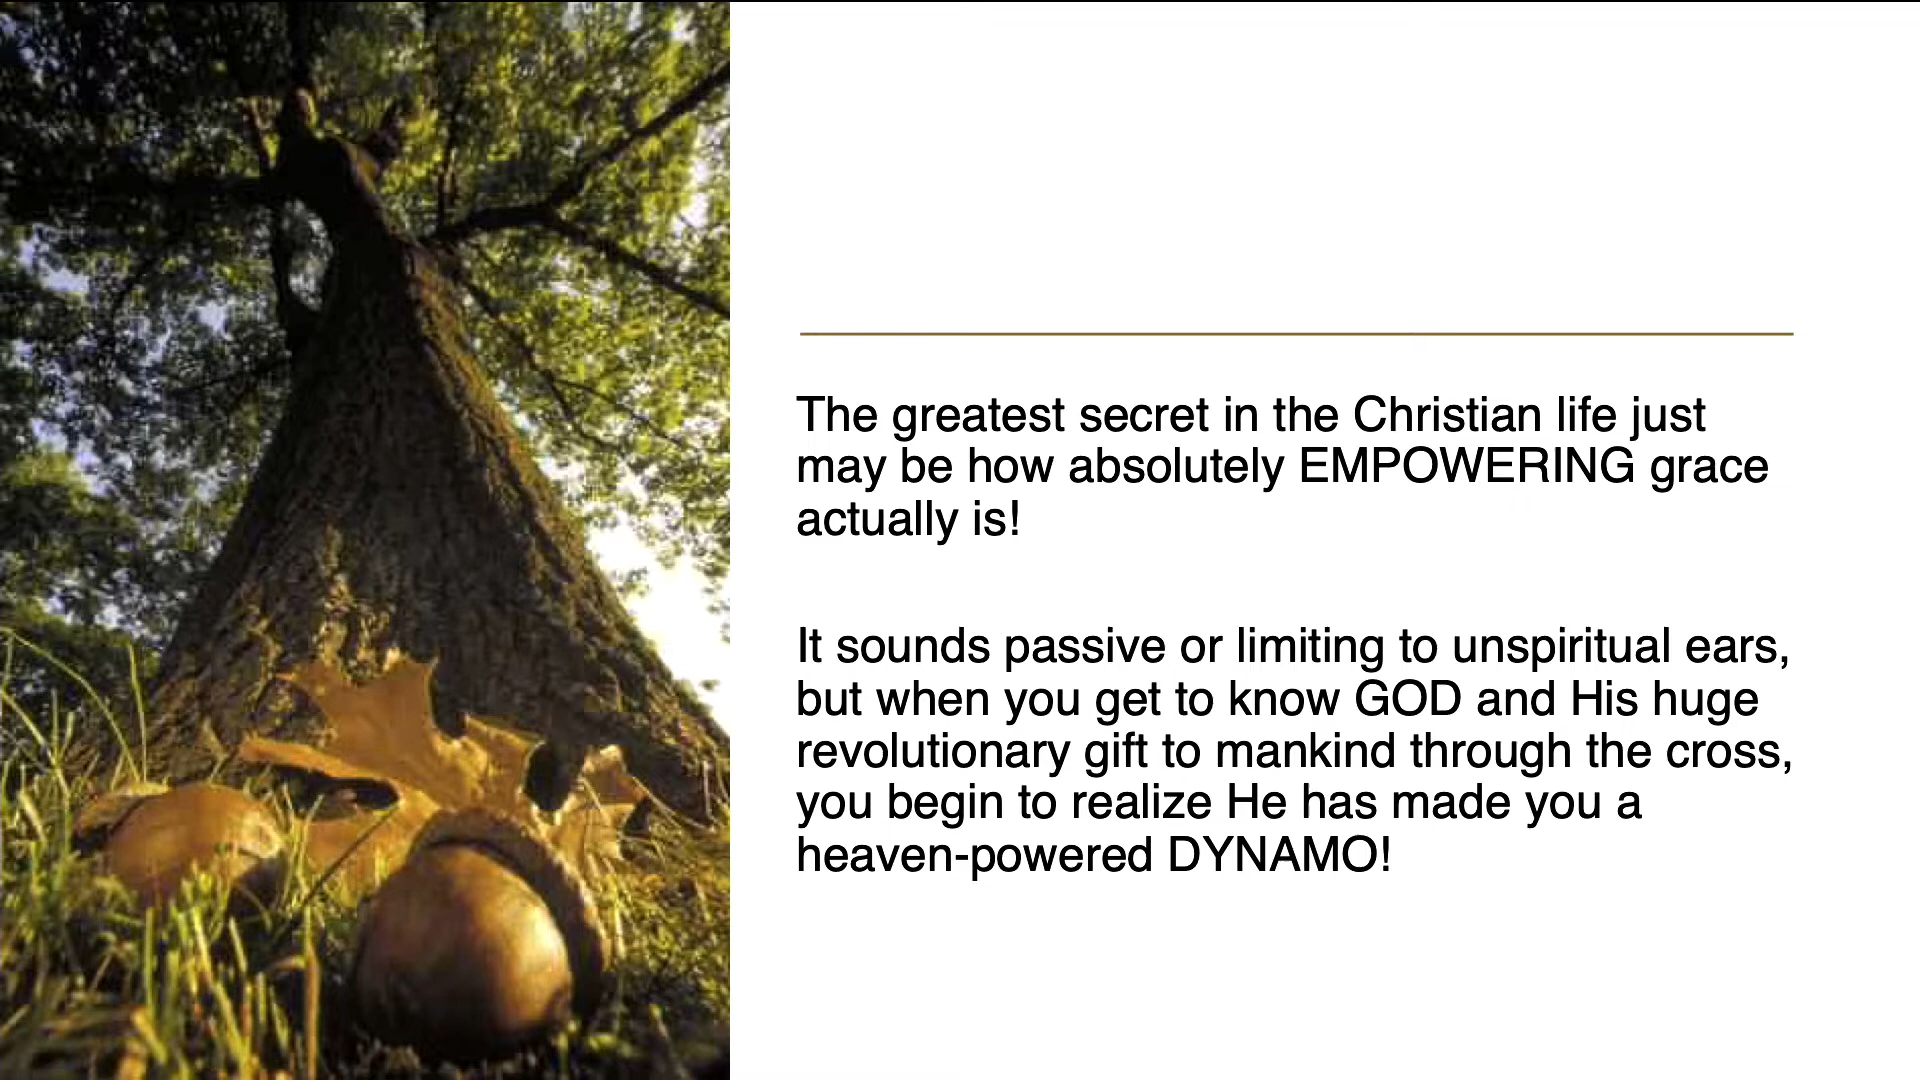 The greatest secret in the Christian life just
may be how absolutely EMPOWERING grace
actually is!
It sounds passive or limiting to unspiritual ears,
but when you get to know GOD and His huge
revolutionary gift to mankind through the cross,
you begin to realize He has made you a
heaven-powered DYNAMO!